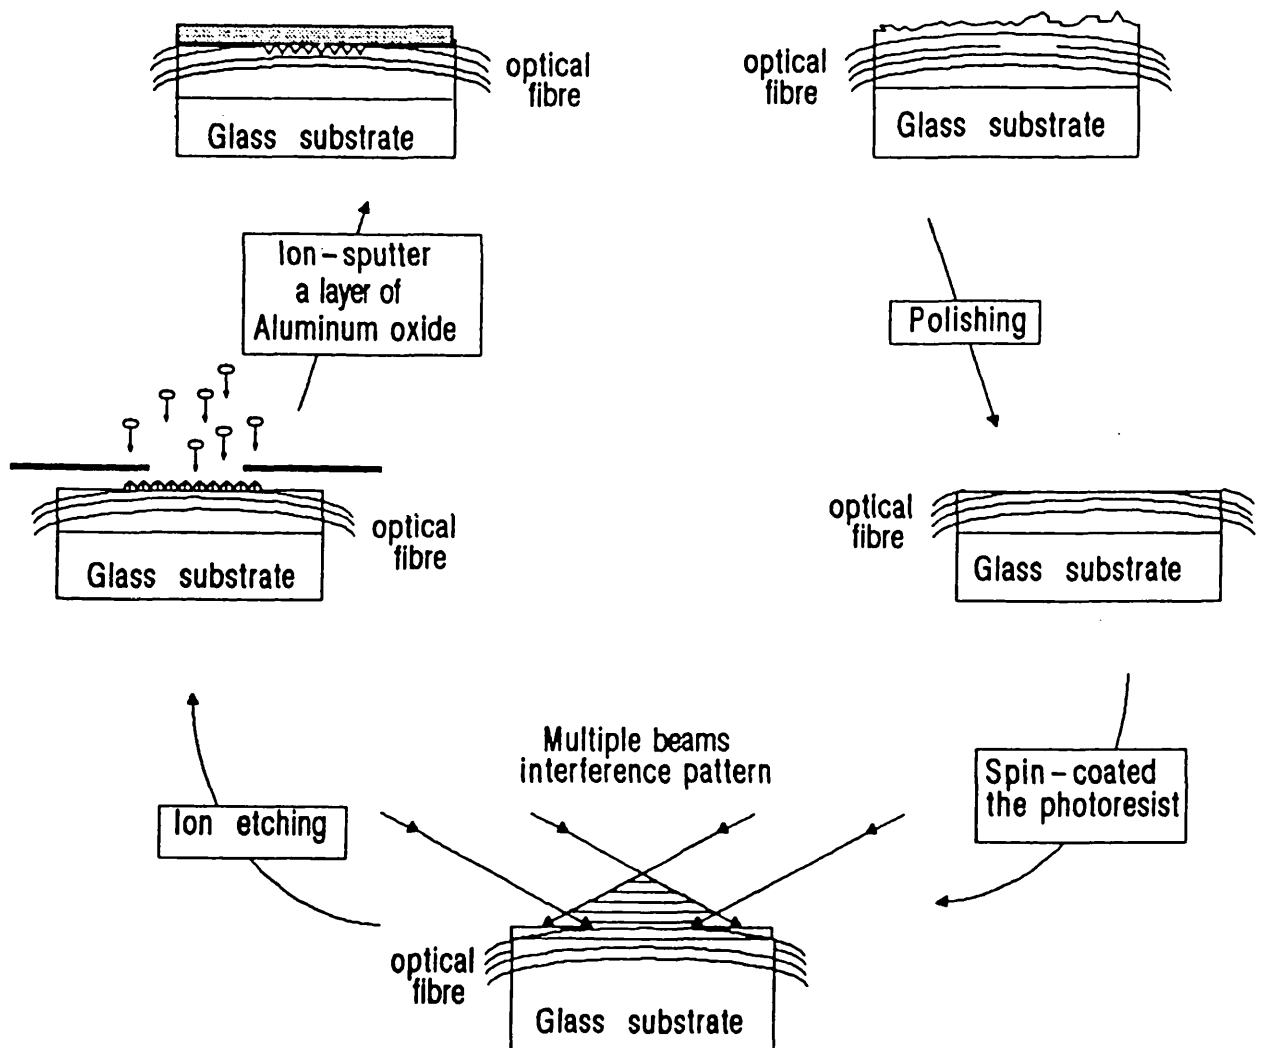 optical
fibre
Glass substrate
optical
fibre
Glass substrate
Ion-sputter
a layer of
Aluminum oxide
Polishing
optical
fibre
Glass substrate
optical
fibre
Glass substrate
Multiple beams
interference pattern
Spin-coated
the photoresist
Ion etching
optical
fibre
Glass substrate